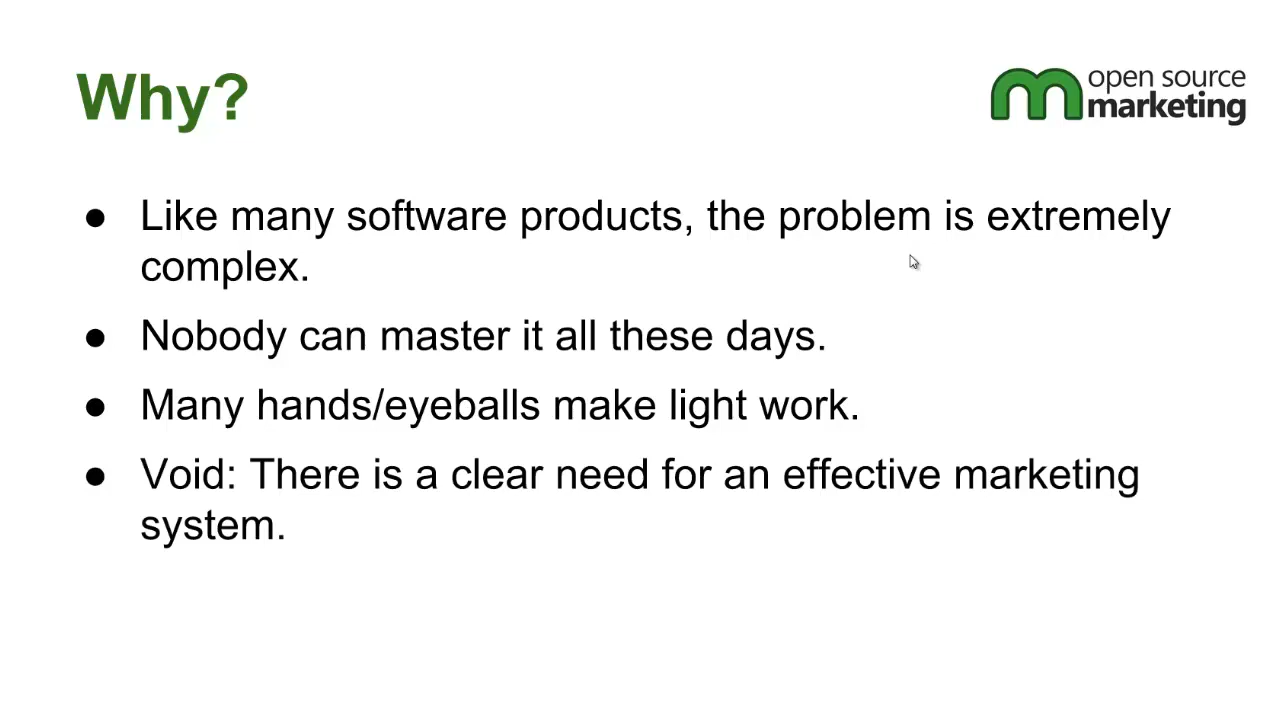 Why?
open source
marketing
● Like many software products, the problem is extremely
complex.
● Nobody can master it all these days.
● Many hands/eyeballs make light work.
● Void: There is a clear need for an effective marketing
system.